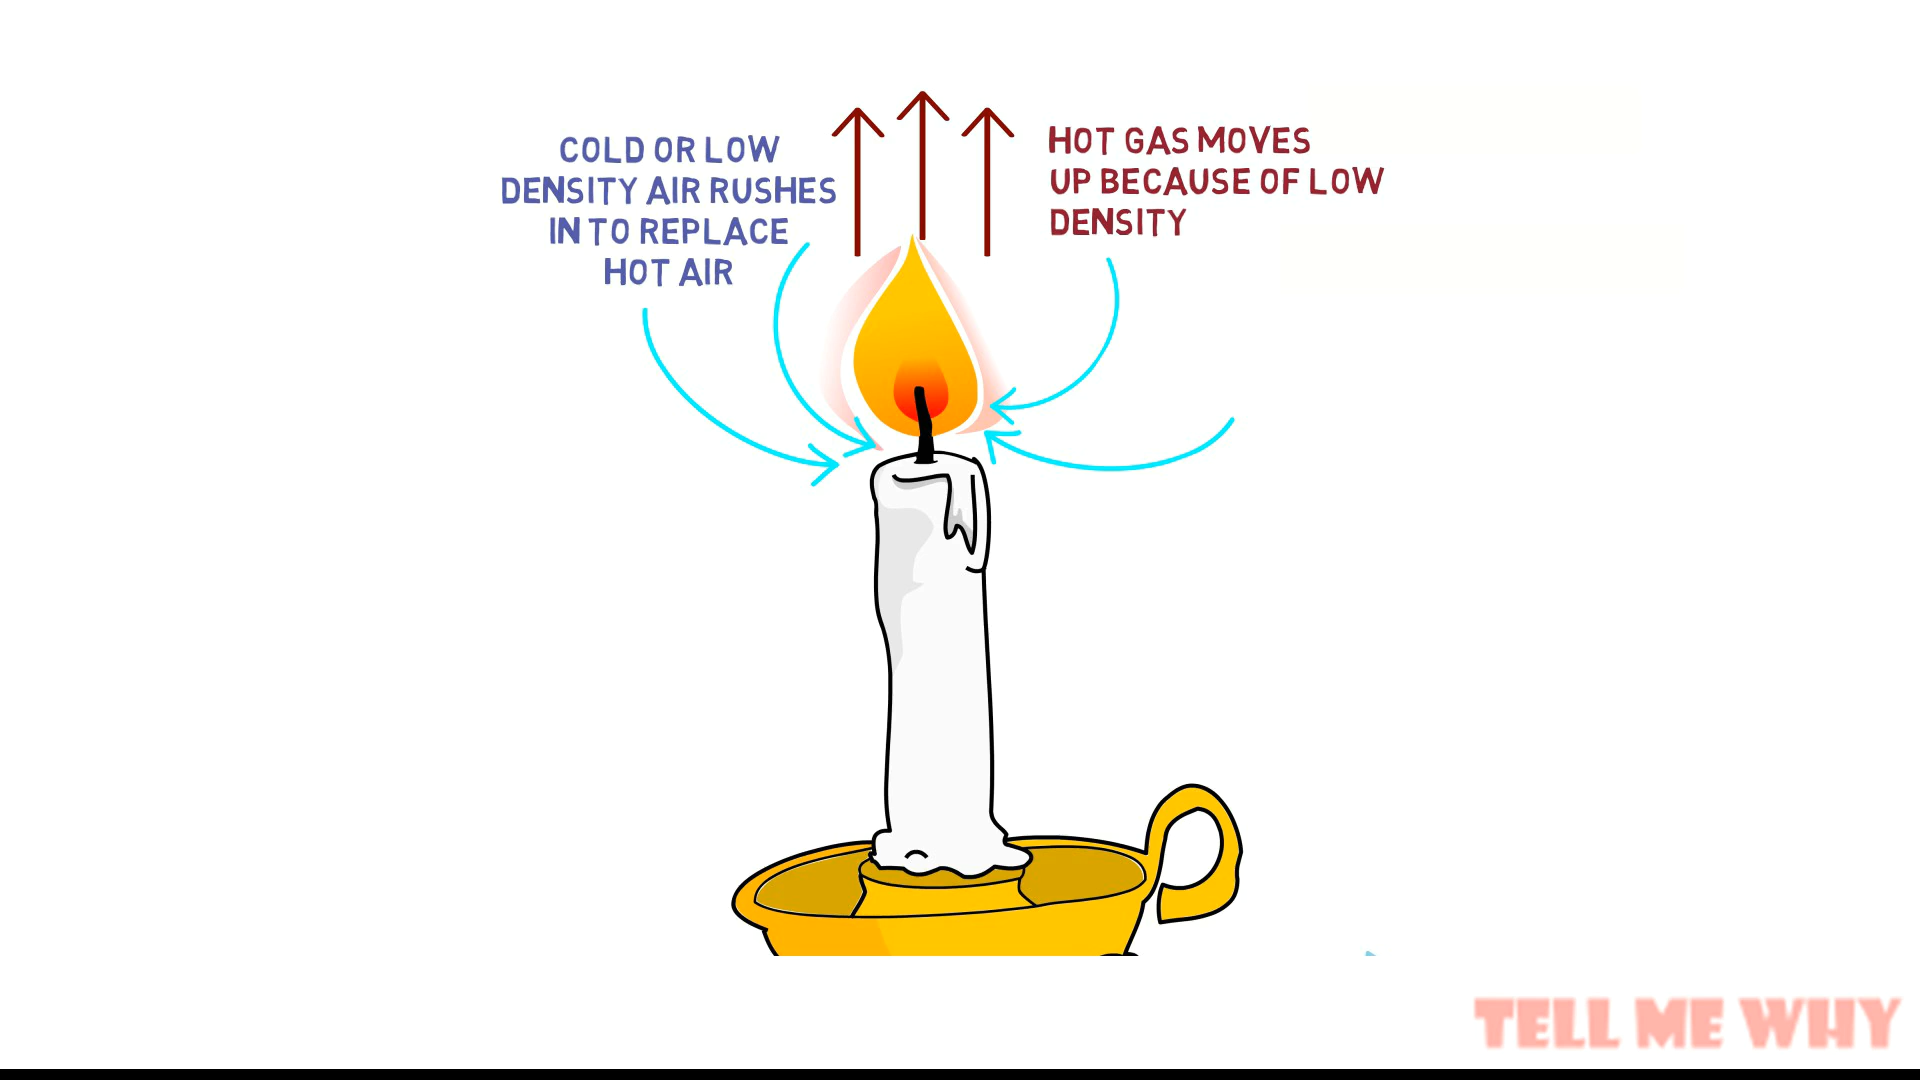 COLD OR LOW
DENSITY AIR RUSHES
IN TO REPLACE
HOT AIR
HOT GAS MOVES
UP BECAUSE OF LOW
DENSITY
TELL ME WHY